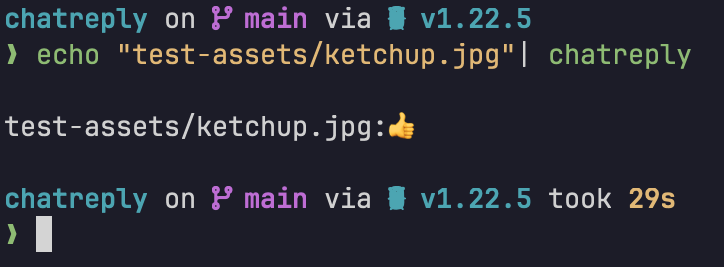 chatreply on main via v1.22.5
❱ echo "test-assets/ketchup.jpg"| chatreply
test-assets/ketchup.jpg:👍
chatreply on main via v1.22.5 took 29s
❱